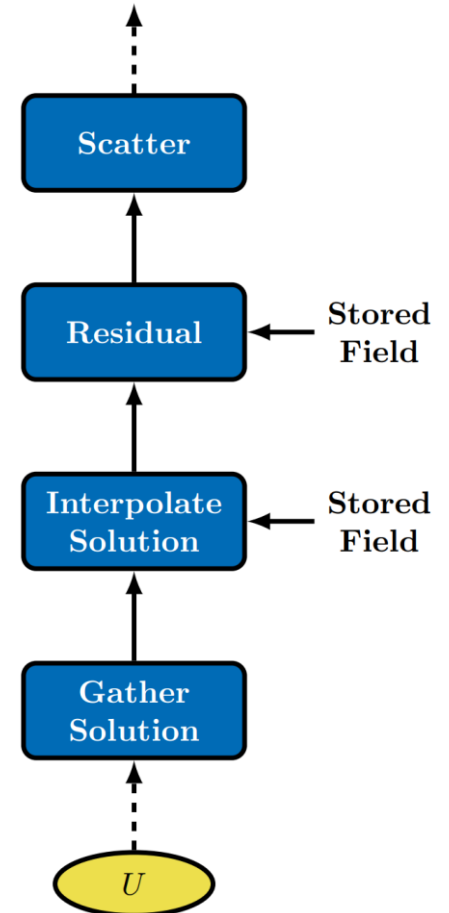 Scatter
Residual
Stored
Field
Interpolate
Solution
Stored
Field
Gather
Solution
U